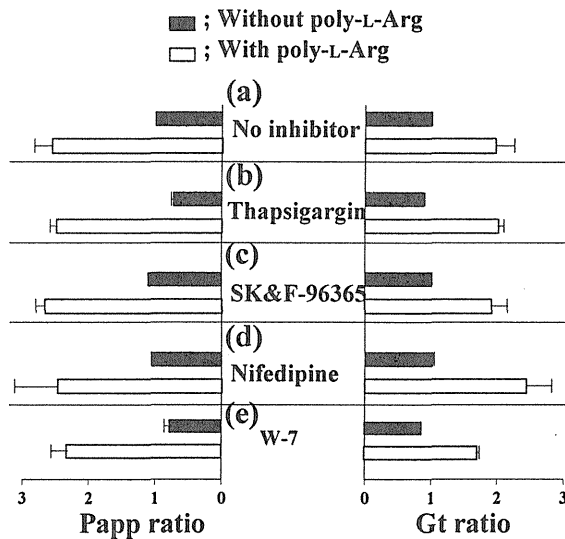 ; Without poly-L-Arg
; With poly-L-Arg
(a)
No inhibitor
(b)
Thapsigargin
(c)
SK&F-96365
(d)
Nifedipine
(e)
W-7
3 2 1 0 0 1 2 3
Papp ratio Gt ratio